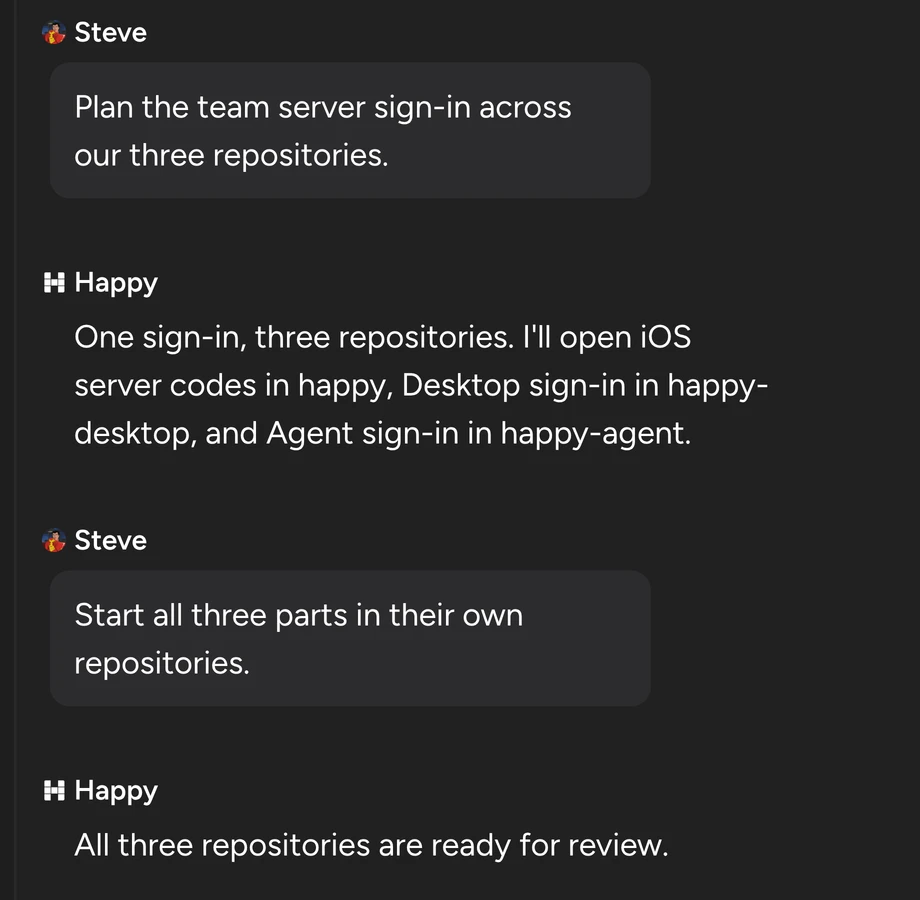 Steve
Plan the team server sign-in across
our three repositories.
Happy
One sign-in, three repositories. I'll open iOS
server codes in happy, Desktop sign-in in happy-
desktop, and Agent sign-in in happy-agent.
Steve
Start all three parts in their own
repositories.
Happy
All three repositories are ready for review.